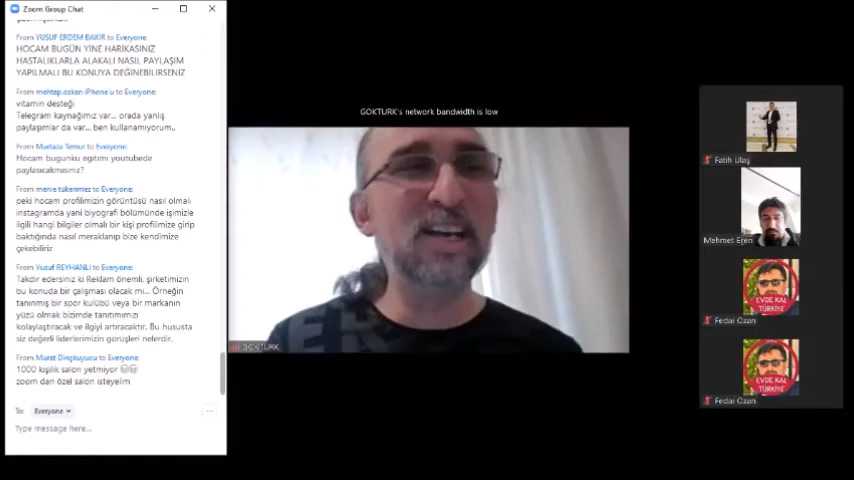 Zoom Group Chat
From YUSUF ERDEM BAKIR to Everyone:
HOCAM BUGÜN YİNE HARİKASINIZ
HASTALIKLARLA ALAKALI NASIL PAYLAŞIM
YAPILMALI BU KONUYA DEĞİNEBİLİRSENİZ
From mehtap.ozkan iPhone'u to Everyone:
vitamin desteği
Telegram kaynağımız var... orada yanlış
paylaşımlar da var... ben kullanamıyorum..
From Murtaza Temur to Everyone:
Hocam bugunku egıtımı youtubede
paylasıcakmısınız?
From merve tukenmez to Everyone:
peki hocam profilimizin görüntüsü nasıl olmalı
instagramda yani biyografi bölümünde işimizle
ilgili hangi bilgiler olmalı bir kişi profilimize girip
baktığında nasıl meraklanıp bize kendimize
çekebiliriz
From Yusuf REYHANLI to Everyone:
Takdir edersiniz ki Reklam önemli, şirketimizin
bu konuda bir çalışması olacak mı... Örneğin
tanınmış bir spor kulübü veya bir markanın
yüzü olmak bizimde tanıtımımızı
kolaylaştıracak ve ilgiyi artıracaktır. Bu hususta
siz değerli liderlerimizin görüşleri nelerdir.
From Murat Dinçkuyucu to Everyone:
1000 kişilik salon yetmiyor
zoom dan özel salon isteyelim
To: Everyone
Type message here...
GOKTURK's network bandwidth is low
GOKTURK
Fatih Ulaş
Mehmet Eren
EVDE KAL
TÜRKİYE
Fedai Ozan
EVDE KAL
TÜRKİYE
Fedai Ozan